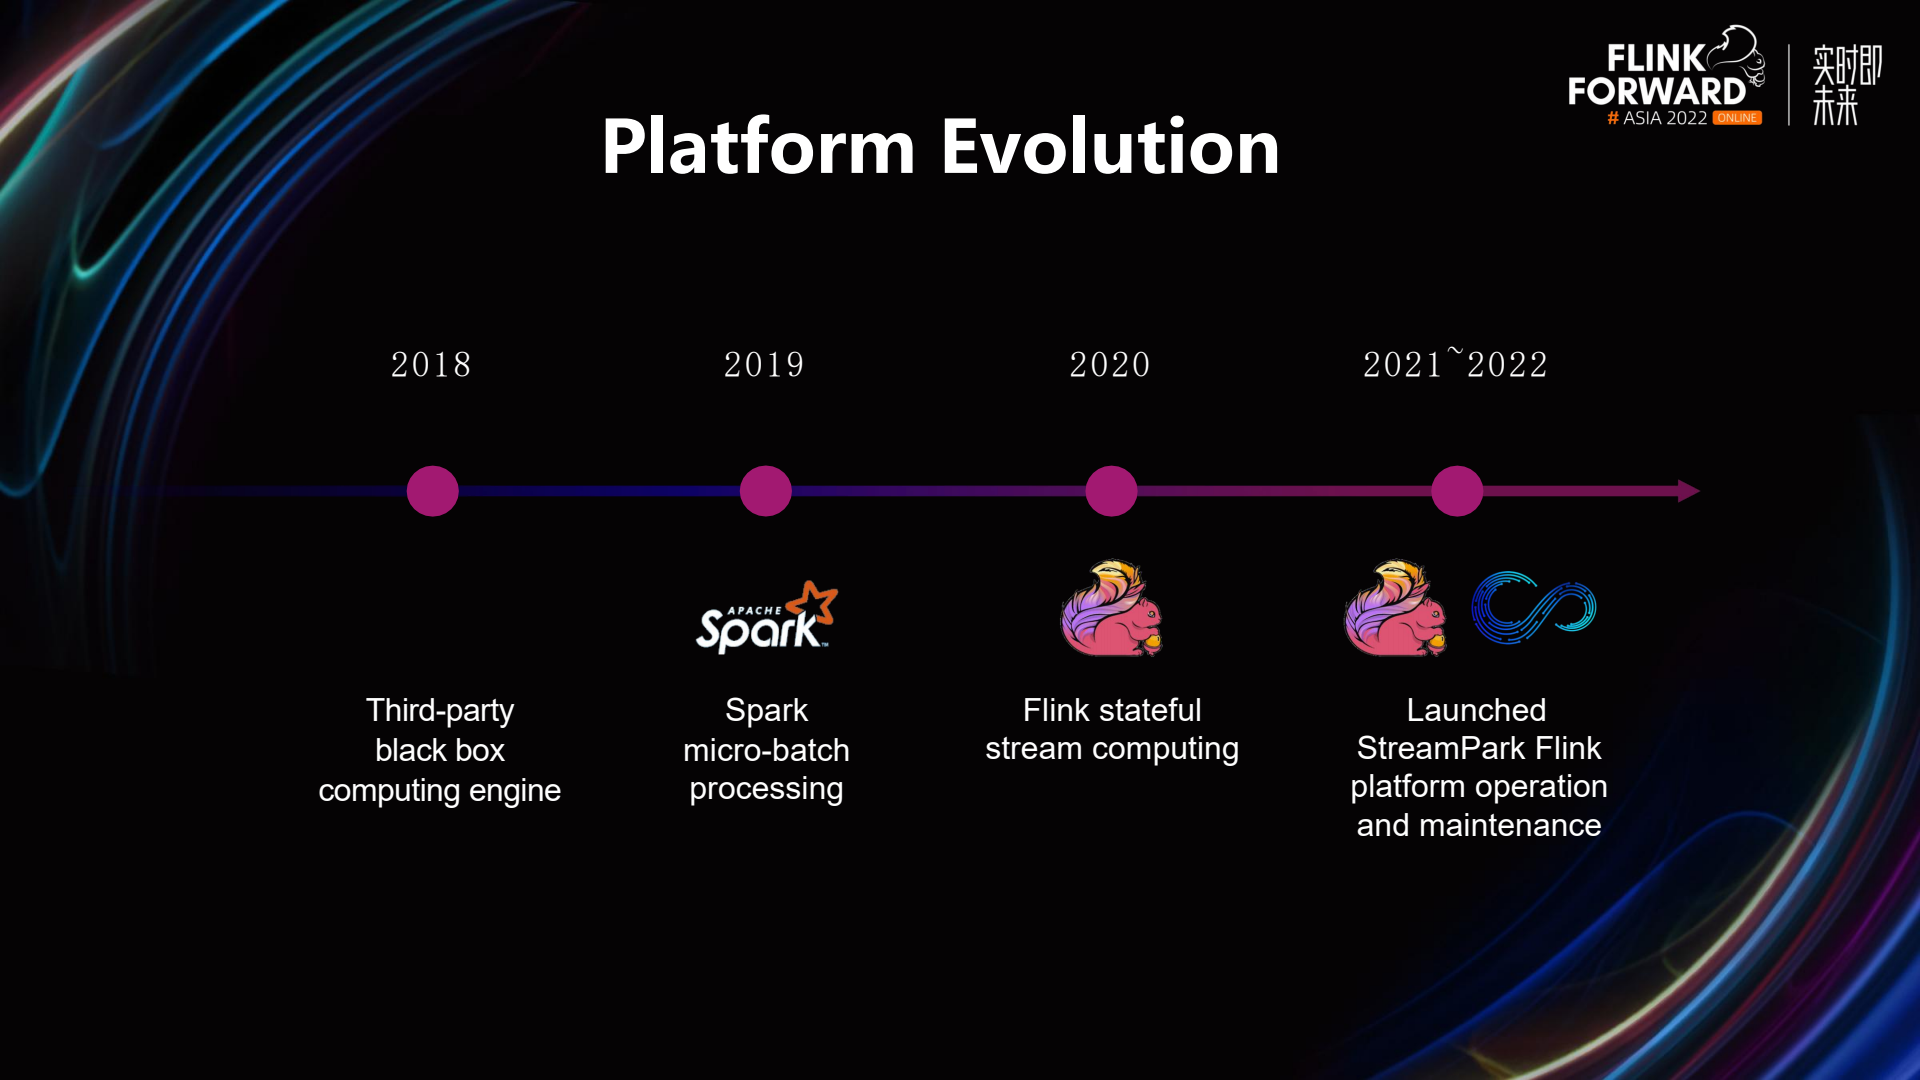 FLINK
FORWARD
# ASIA 2022 ONLINE
实时即
未来
Platform Evolution
2018
2019
2020
2021~2022
APACHE
Spark™
Third-party
black box
computing engine
Spark
micro-batch
processing
Flink stateful
stream computing
Launched
StreamPark Flink
platform operation
and maintenance